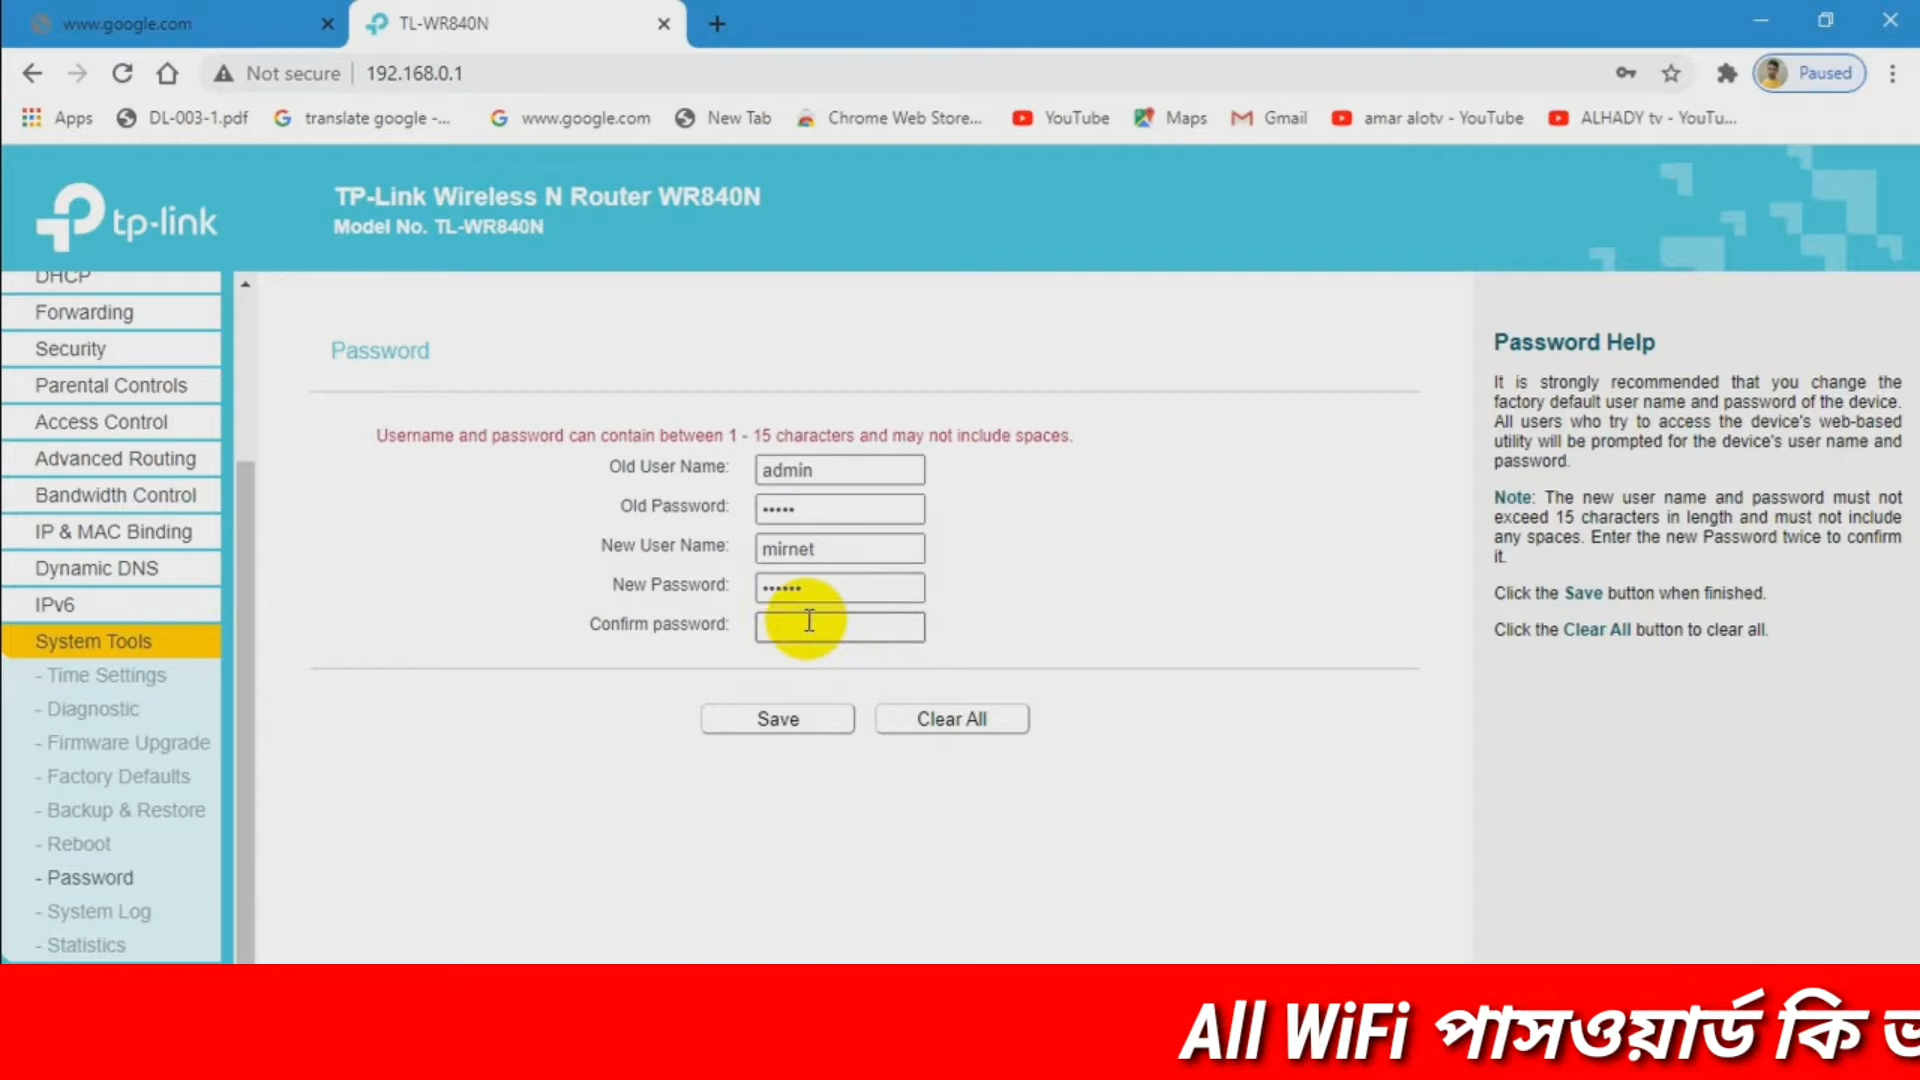 www.google.com
TL-WR840N
Not secure
192.168.0.1
Paused
Apps
DL-003-1.pdf
translate google -...
www.google.com
New Tab
Chrome Web Store...
YouTube
Maps
Gmail
amar alotv - YouTube
ALHADY tv - YouTu...
tp-link
TP-Link Wireless N Router WR840N
Model No. TL-WR840N
DHCP
Forwarding
Security
Parental Controls
Access Control
Advanced Routing
Bandwidth Control
IP & MAC Binding
Dynamic DNS
IPv6
System Tools
- Time Settings
- Diagnostic
- Firmware Upgrade
- Factory Defaults
- Backup & Restore
- Reboot
- Password
- System Log
- Statistics
Password
Username and password can contain between 1 - 15 characters and may not include spaces.
Old User Name: admin
Old Password: •••••
New User Name: mirnet
New Password: ••••••
Confirm password:
Save
Clear All
Password Help
It is strongly recommended that you change the
factory default user name and password of the device.
All users who try to access the device's web-based
utility will be prompted for the device's user name and
password.
Note: The new user name and password must not
exceed 15 characters in length and must not include
any spaces. Enter the new Password twice to confirm
it.
Click the Save button when finished.
Click the Clear All button to clear all.
All WiFi পাসওয়ার্ড কি